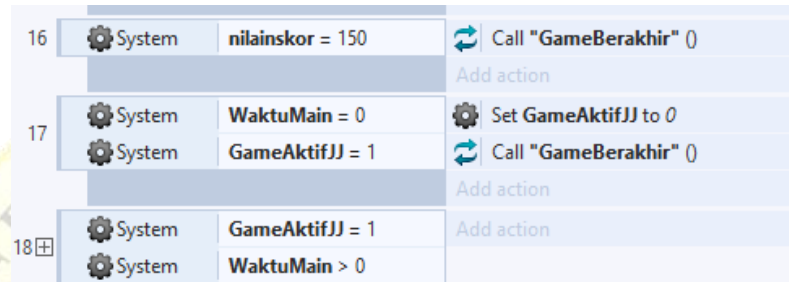 16 System nilainskor = 150 Call "GameBerakhir" ()
Add action
17 System WaktuMain = 0 Set GameAktifJJ to 0
System GameAktifJJ = 1 Call "GameBerakhir" ()
Add action
18 System GameAktifJJ = 1 Add action
System WaktuMain > 0